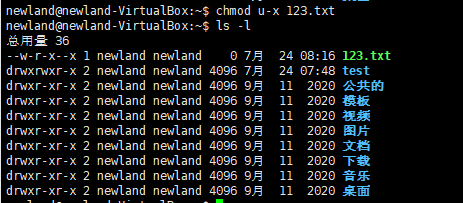 newland@newland-VirtualBox:~$ chmod u-x 123.txt
newland@newland-VirtualBox:~$ ls -l
总用量 36
--w-r-x--x 1 newland newland    0 7月  24 08:16 123.txt
drwxrwxr-x 2 newland newland 4096 7月  24 07:48 test
drwxr-xr-x 2 newland newland 4096 9月  11  2020 公共的
drwxr-xr-x 2 newland newland 4096 9月  11  2020 模板
drwxr-xr-x 2 newland newland 4096 9月  11  2020 视频
drwxr-xr-x 2 newland newland 4096 9月  11  2020 图片
drwxr-xr-x 2 newland newland 4096 9月  11  2020 文档
drwxr-xr-x 2 newland newland 4096 9月  11  2020 下载
drwxr-xr-x 2 newland newland 4096 9月  11  2020 音乐
drwxr-xr-x 2 newland newland 4096 9月  11  2020 桌面
newland@newland-VirtualBox:~$